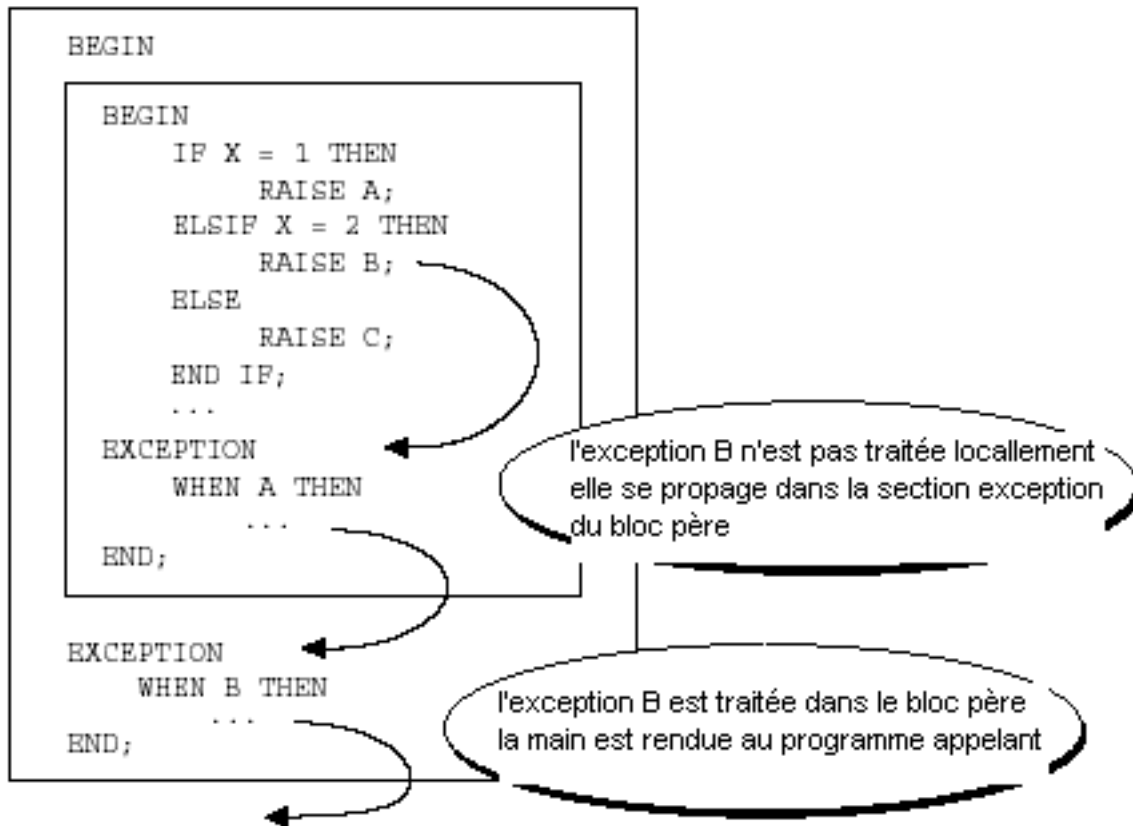 BEGIN
BEGIN
IF X = 1 THEN
RAISE A;
ELSIF X = 2 THEN
RAISE B;
ELSE
RAISE C;
END IF;
...
EXCEPTION
WHEN A THEN
...
END;
l'exception B n'est pas traitée locallement
elle se propage dans la section exception
du bloc père
EXCEPTION
WHEN B THEN
...
END;
l'exception B est traitée dans le bloc père
la main est rendue au programme appelant